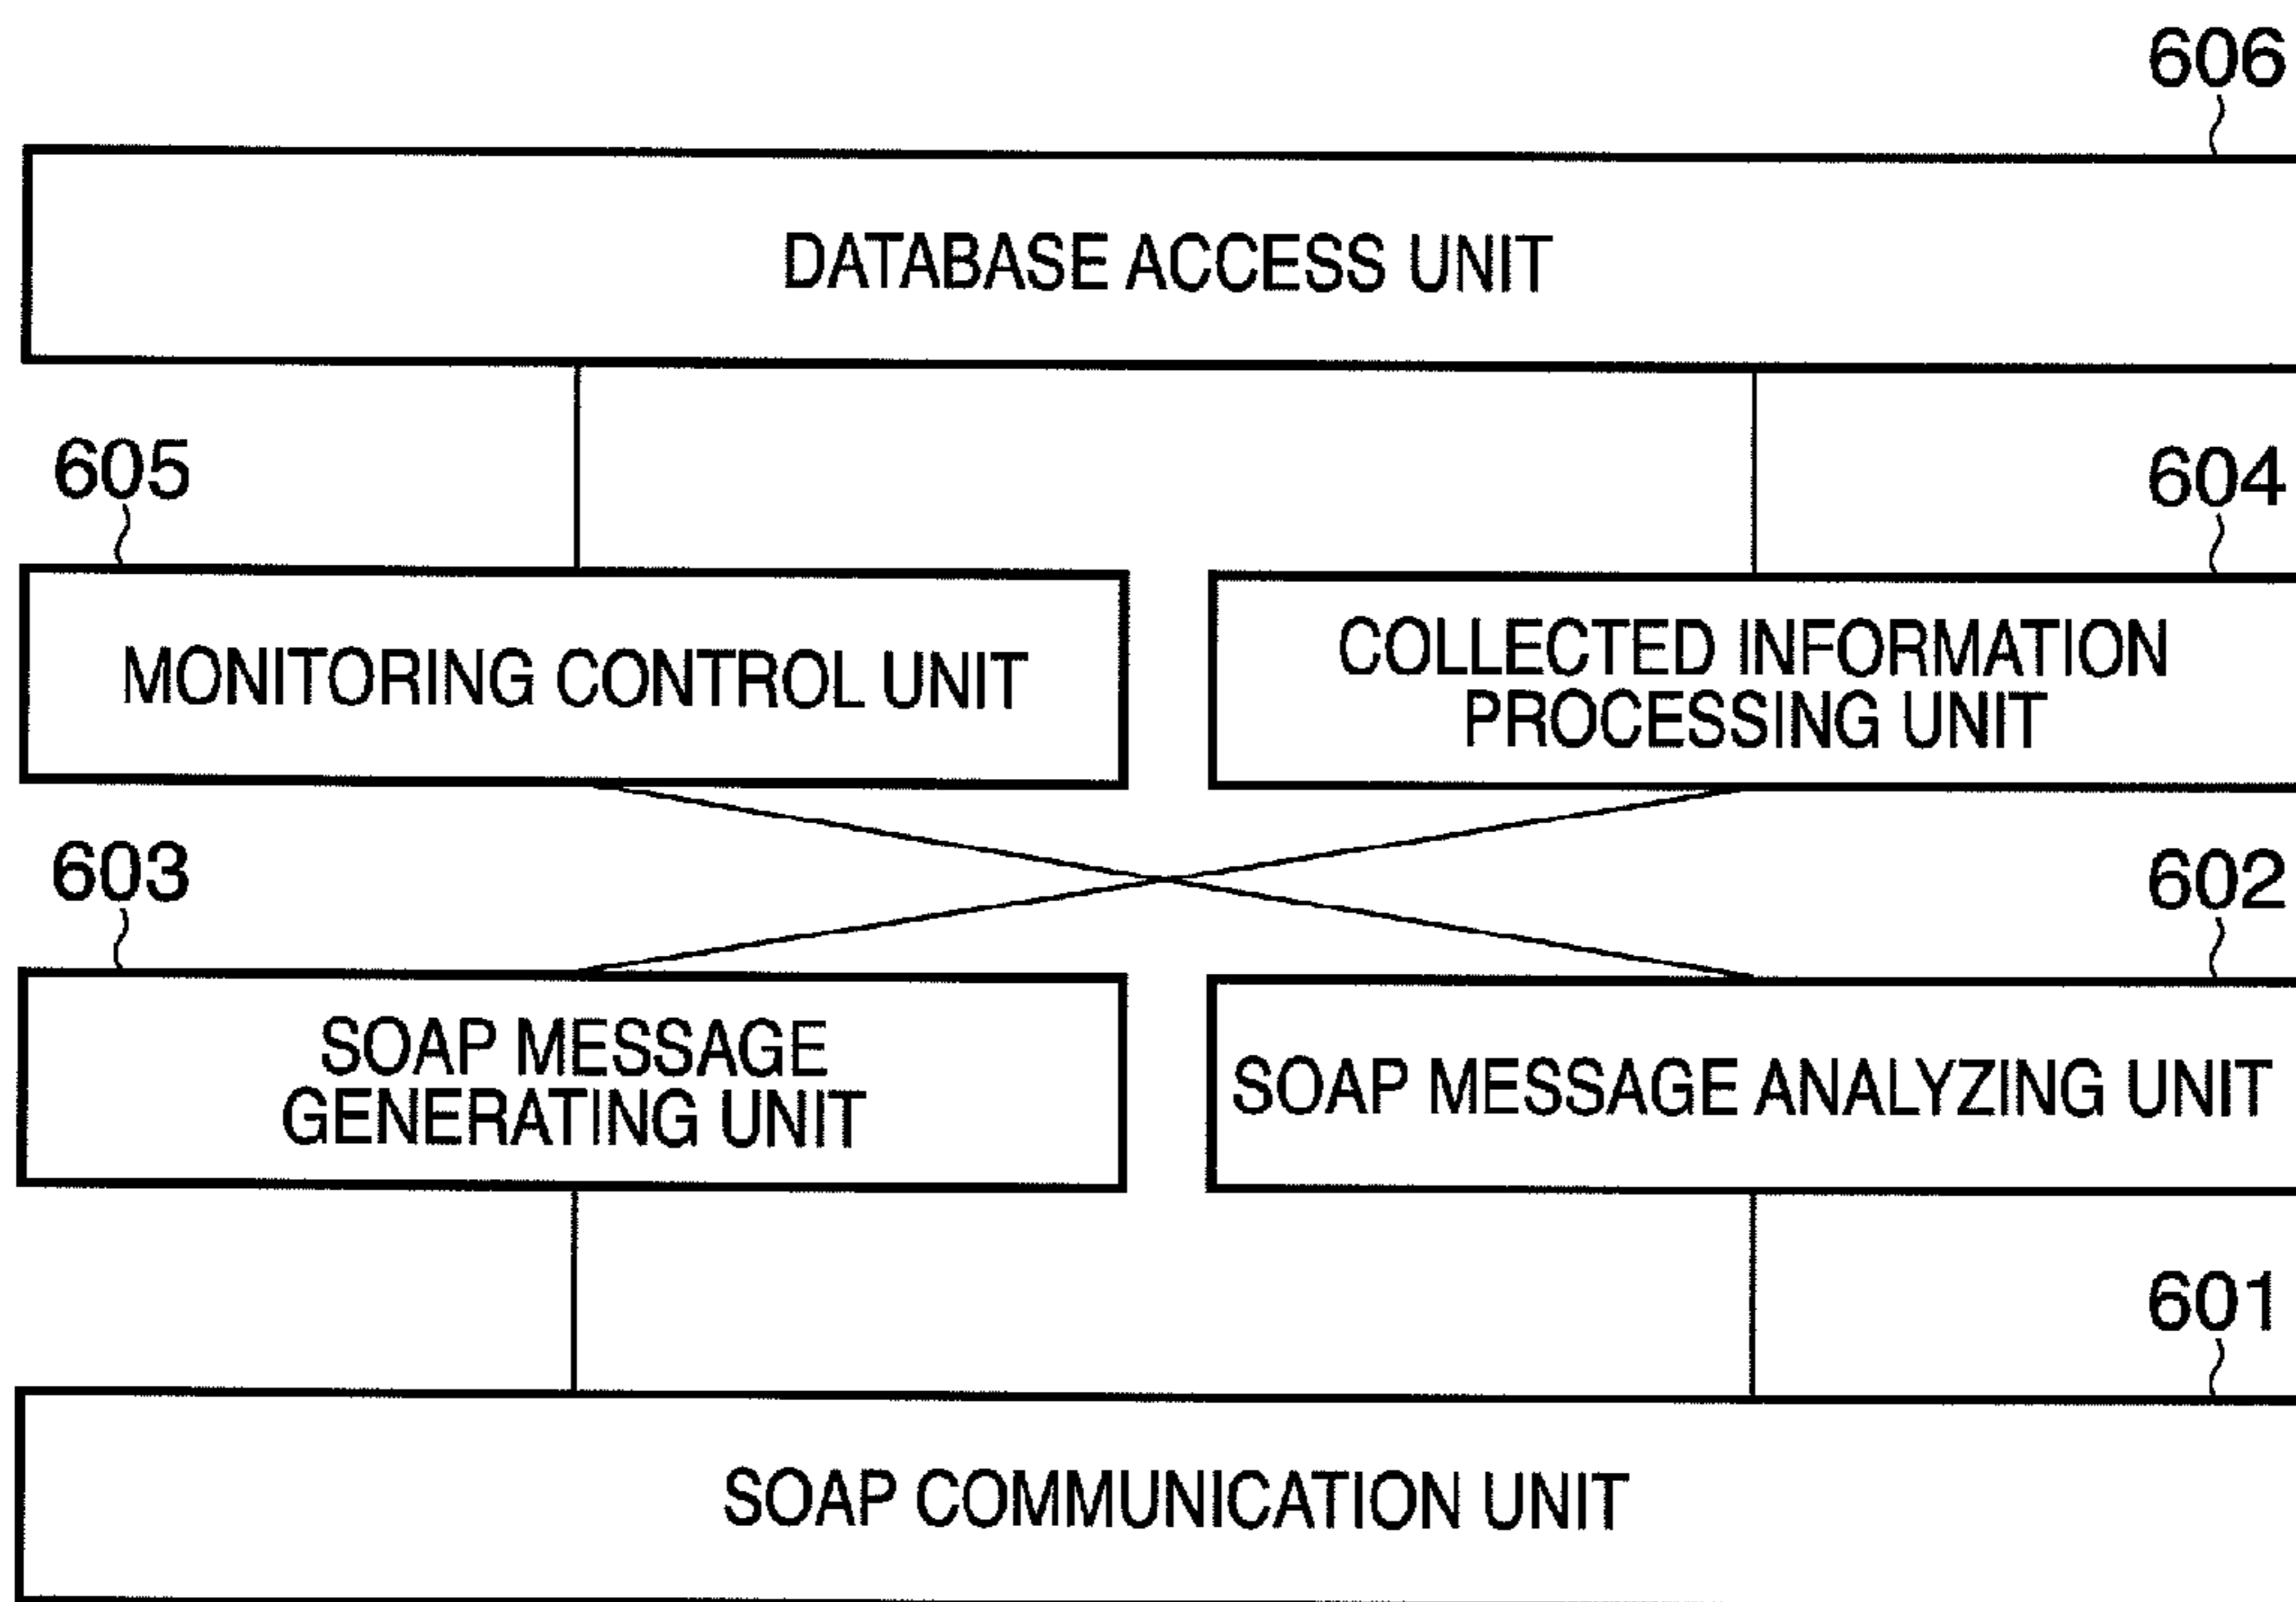 606
DATABASE ACCESS UNIT
605
604
MONITORING CONTROL UNIT
COLLECTED INFORMATION
PROCESSING UNIT
603
602
SOAP MESSAGE
GENERATING UNIT
SOAP MESSAGE ANALYZING UNIT
601
SOAP COMMUNICATION UNIT